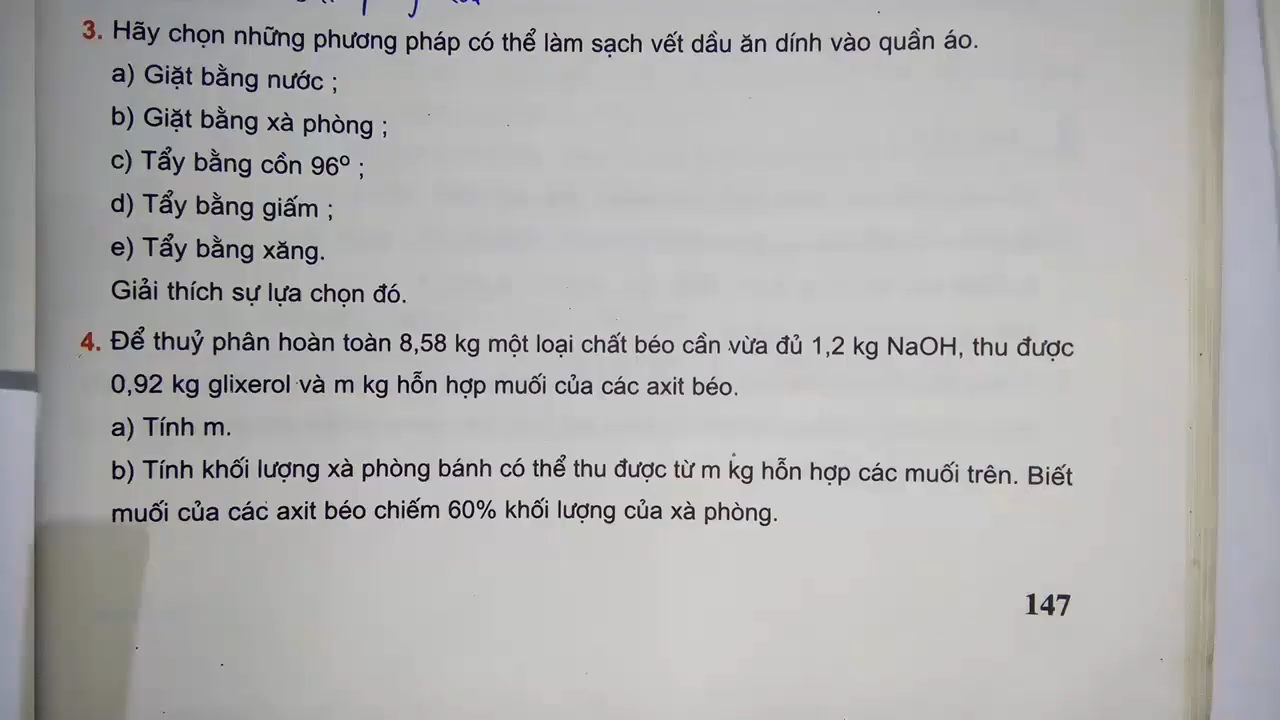 3. Hãy chọn những phương pháp có thể làm sạch vết dầu ăn dính vào quần áo.
a) Giặt bằng nước ;
b) Giặt bằng xà phòng ;
c) Tẩy bằng cồn 96º ;
d) Tẩy bằng giấm ;
e) Tẩy bằng xăng.
Giải thích sự lựa chọn đó.
4. Để thuỷ phân hoàn toàn 8,58 kg một loại chất béo cần vừa đủ 1,2 kg NaOH, thu được
0,92 kg glixerol và m kg hỗn hợp muối của các axit béo.
a) Tính m.
b) Tính khối lượng xà phòng bánh có thể thu được từ m kg hỗn hợp các muối trên. Biết
muối của các axit béo chiếm 60% khối lượng của xà phòng.
147